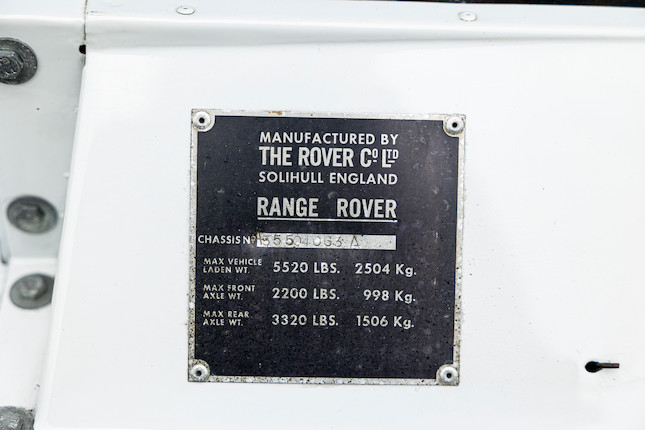 MANUFACTURED BY
THE ROVER Cº LTD
SOLIHULL ENGLAND
RANGE ROVER
CHASSIS Nº
MAX VEHICLE LADEN WT. 5520 LBS. 2504 Kg.
MAX FRONT AXLE WT. 2200 LBS. 998 Kg.
MAX REAR AXLE WT. 3320 LBS. 1506 Kg.